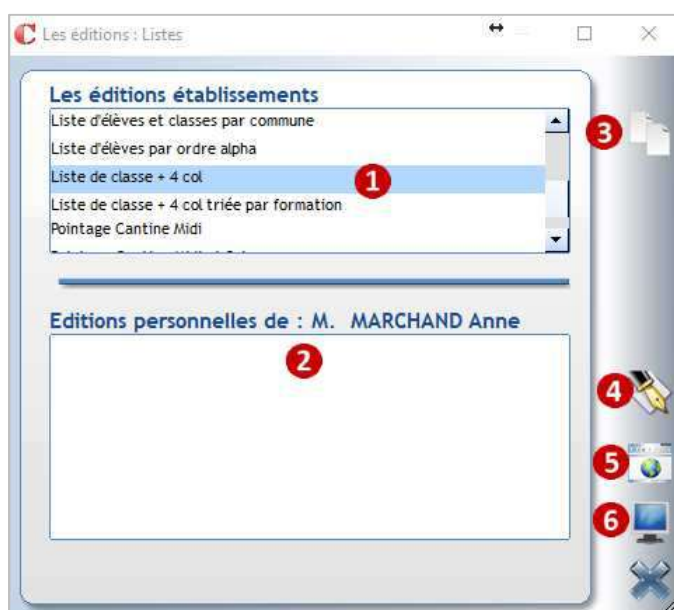 Les éditions : Listes
Les éditions établissements
Liste d'élèves et classes par commune
Liste d'élèves par ordre alpha
Liste de classe + 4 col
1
Liste de classe + 4 col triée par formation
Pointage Cantine Midi
Editions personnelles de : M. MARCHAND Anne
2
3
4
5
6